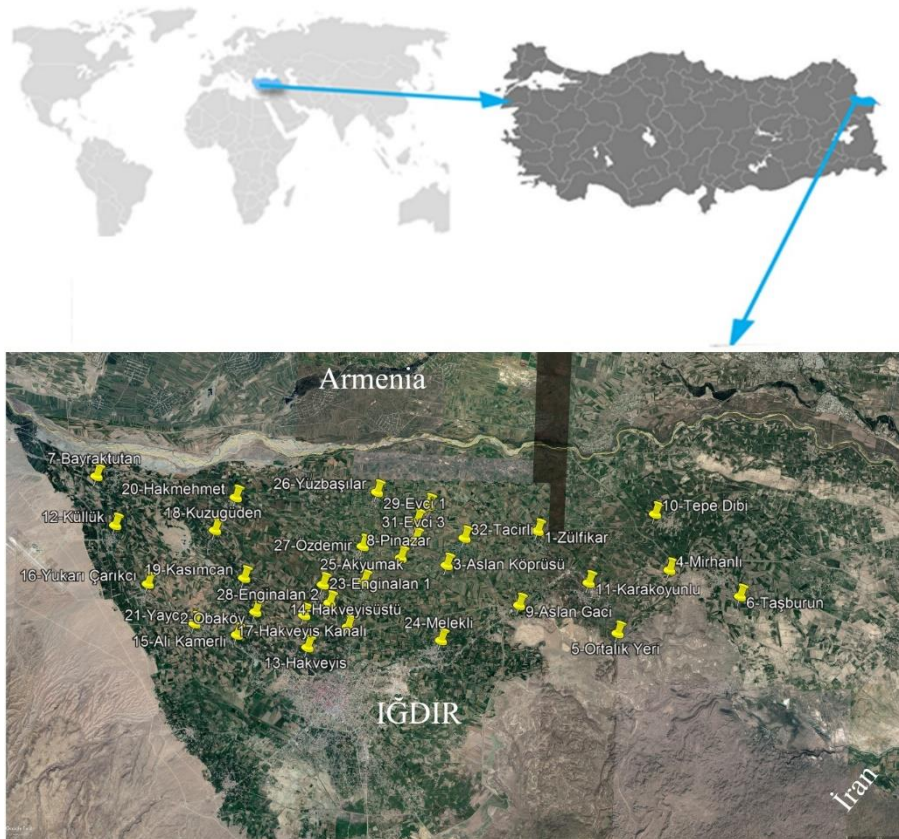 Armenia
7-Bayraktutan
20-Hakmehmet
26-Yüzbaşılar
29-Evci 1
10-Tepe Dibi
12-Küllük
18-Kuzugüden
31-Evci 3
32-Tacirli
1-Zülfikar
27-Özdemir
8-Pınazar
19-Kasımcan
25-Akyumak
3-Aslan Köprüsü
4-Mirhanlı
16-Yukarı Çarıkcı
23-Enginalan 1
11-Karakoyunlu
28-Enginalan 2
6-Taşburun
21-Yaycı
2-Obaköy
14-Hakveyisüstü
9-Aslan Gaci
15-Ali Kamerli
17-Hakveyis Kanalı
24-Melekli
5-Ortalık Yeri
13-Hakveyis
IĞDIR
İran